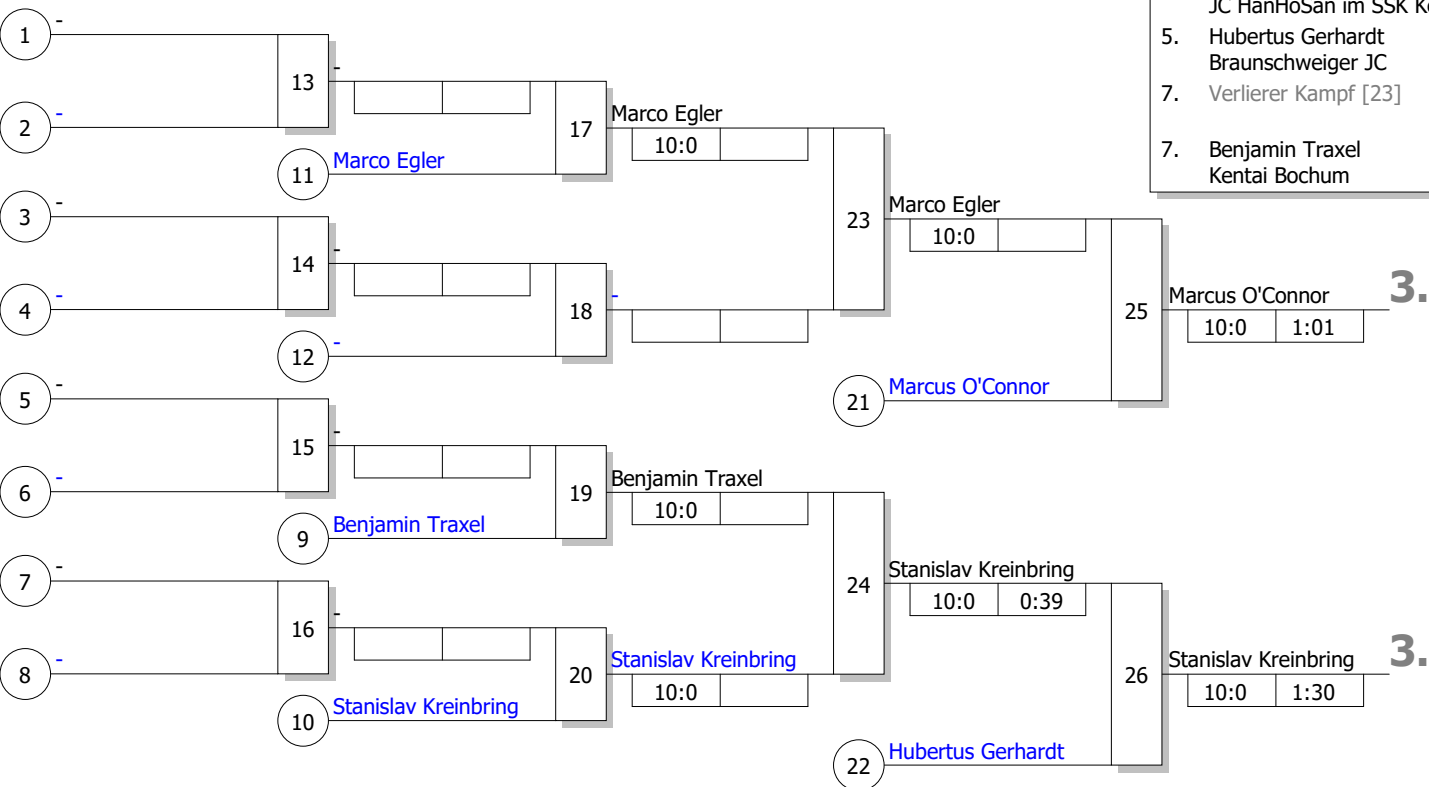 JC HanHoSan im SSK
5. Hubertus Gerhardt
Braunschweiger JC
7. Verlierer Kampf [23]
7. Benjamin Traxel
Kentai Bochum
1 -
13 -
2 -
17 Marco Egler
10:0
11 Marco Egler
3 -
23 Marco Egler
10:0
14 -
4 -
18 -
12 -
25 Marcus O'Connor 3.
10:0 1:01
5 -
21 Marcus O'Connor
15 -
6 -
19 Benjamin Traxel
10:0
9 Benjamin Traxel
7 -
24 Stanislav Kreinbring
10:0 0:39
16 -
8 -
20 Stanislav Kreinbring
10:0
10 Stanislav Kreinbring
26 Stanislav Kreinbring 3.
10:0 1:30
22 Hubertus Gerhardt